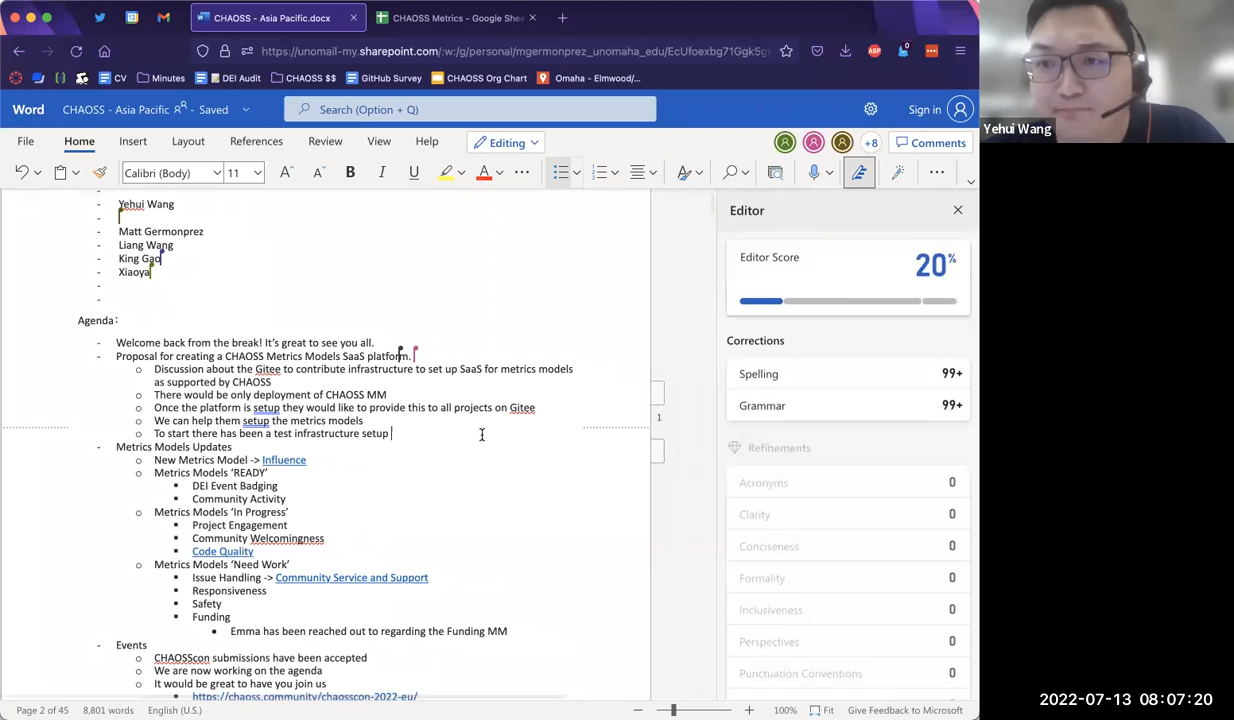 CHAOSS - Asia Pacific.docx
CHAOSS Metrics - Google She
https://unomail-my.sharepoint.com/:w:/g/personal/mgermonprez_unomaha_edu/EcUfoexbg71Ggk5g
CV
Minutes
DEI Audit
CHAOSS $$
GitHub Survey
CHAOSS Org Chart
Omaha - Elmwood/...
Word
CHAOSS - Asia Pacific - Saved
Search (Option + Q)
Sign in
File
Home
Insert
Layout
References
Review
View
Help
Editing
+8
Comments
Calibri (Body)
11
- Yehui Wang
-
- Matt Germonprez
- Liang Wang
- King Gao
- Xiaoya
-
-
Agenda:
- Welcome back from the break! It's great to see you all.
- Proposal for creating a CHAOSS Metrics Models SaaS platform.
o Discussion about the Gitee to contribute infrastructure to set up SaaS for metrics models
as supported by CHAOSS
o There would be only deployment of CHAOSS MM
o Once the platform is setup they would like to provide this to all projects on Gitee
o We can help them setup the metrics models
o To start there has been a test infrastructure setup
- Metrics Models Updates
o New Metrics Model -> Influence
o Metrics Models 'READY'
▪ DEI Event Badging
▪ Community Activity
o Metrics Models 'In Progress'
▪ Project Engagement
▪ Community Welcomingness
▪ Code Quality
o Metrics Models 'Need Work'
▪ Issue Handling -> Community Service and Support
▪ Responsiveness
▪ Safety
▪ Funding
• Emma has been reached out to regarding the Funding MM
- Events
o CHAOSScon submissions have been accepted
o We are now working on the agenda
o It would be great to have you join us
▪ https://chaoss.community/chaosscon-2022-eu/
1
Editor
Editor Score
20%
Corrections
Spelling 99+
Grammar 99+
Refinements
Acronyms 0
Clarity 0
Conciseness 0
Formality 0
Inclusiveness 0
Perspectives 0
Punctuation Conventions 0
Page 2 of 45
8,801 words
English (U.S.)
100%
Fit
Give Feedback to Microsoft
Yehui Wang
2022-07-13 08:07:20